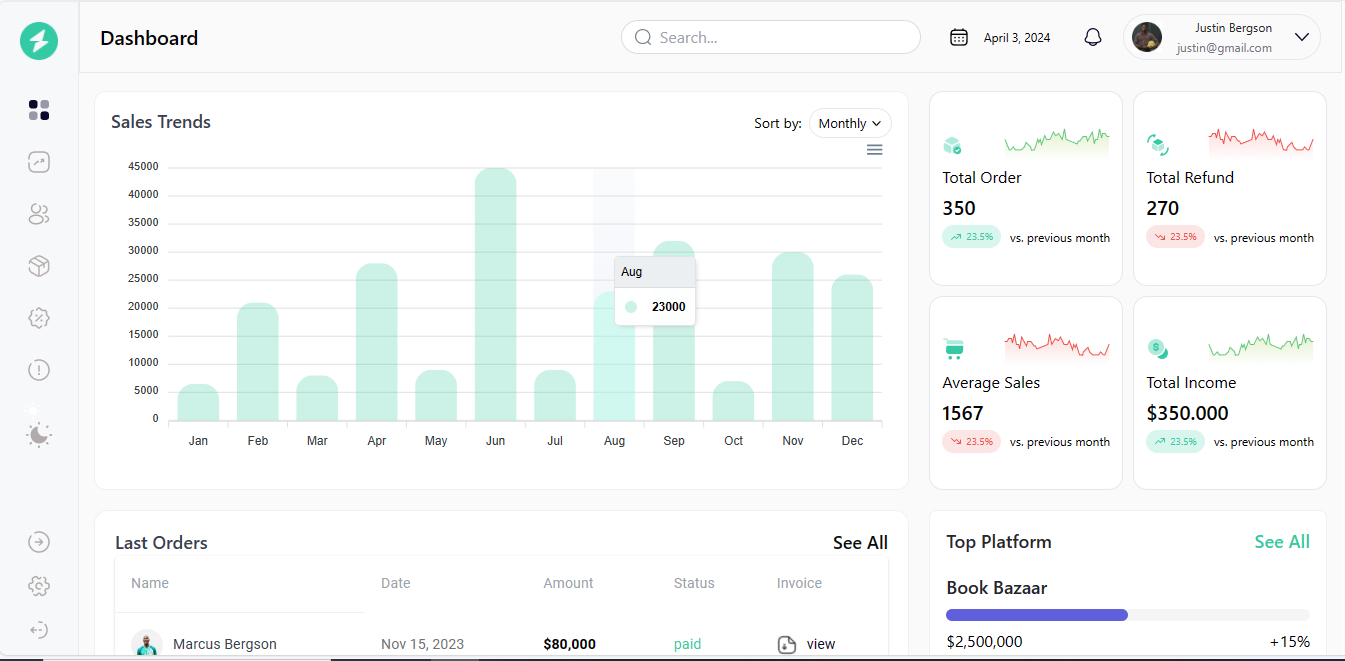 Dashboard
Search...
April 3, 2024
Justin Bergson
justin@gmail.com
Sales Trends
Sort by:
Monthly
45000
40000
35000
30000
25000
20000
15000
10000
5000
0
Jan Feb Mar Apr May Jun Jul Aug Sep Oct Nov Dec
Aug
23000
Total Order
350
23.5% vs. previous month
Total Refund
270
23.5% vs. previous month
Average Sales
1567
23.5% vs. previous month
Total Income
$350.000
23.5% vs. previous month
Last Orders
See All
Name Date Amount Status Invoice
Marcus Bergson Nov 15, 2023 $80,000 paid view
Top Platform
See All
Book Bazaar
$2,500,000 +15%